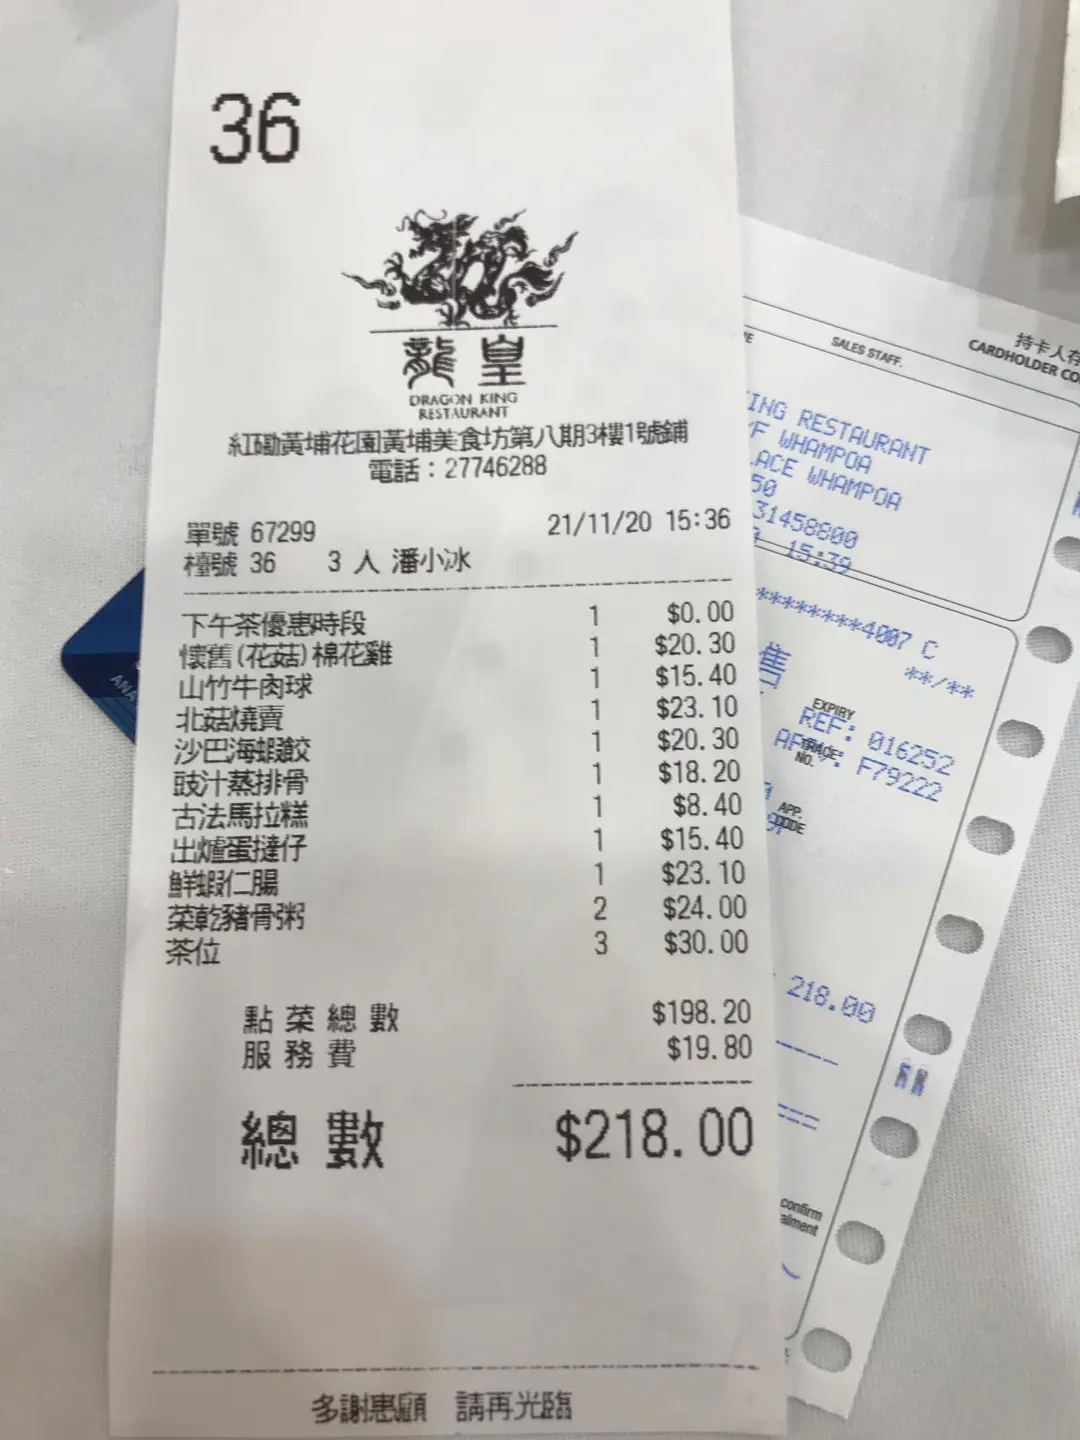 36
龍皇
DRAGON KING
RESTAURANT
紅磡黃埔花園黃埔美食坊第八期3樓1號鋪
電話：27746288
單號 67299 21/11/20 15:36
檯號 36 3 人 潘小冰
下午茶優惠時段 1 $0.00
懷舊(花菇)棉花雞 1 $20.30
山竹牛肉球 1 $15.40
北菇燒賣 1 $23.10
沙巴海蝦餃 1 $20.30
豉汁蒸排骨 1 $18.20
古法馬拉糕 1 $8.40
出爐蛋撻仔 1 $15.40
鮮蝦仁腸 1 $23.10
菜乾豬骨粥 2 $24.00
茶位 3 $30.00
點菜總數 $198.20
服務費 $19.80
總數 $218.00
多謝惠顧 請再光臨
SALES STAFF.
持卡人存
CARDHOLDER CO
ING RESTAURANT
F WHAMPOA
ACE WHAMPOA
50
31458800
15:39
********4007 C
**/**
售
EXPIRY
REF: 016252
TRACE
NO.
F79222
APP.
CODE
218.00
confirm
ANA